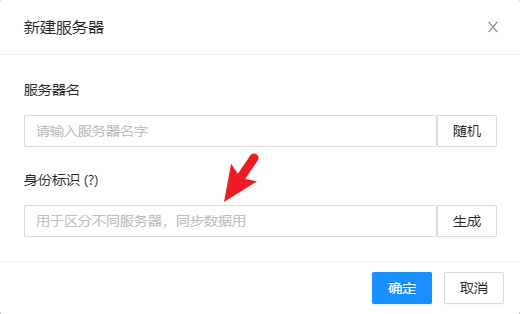 新建服务器
服务器名
请输入服务器名字
随机
身份标识 (?)
用于区分不同服务器，同步数据用
生成
确定
取消